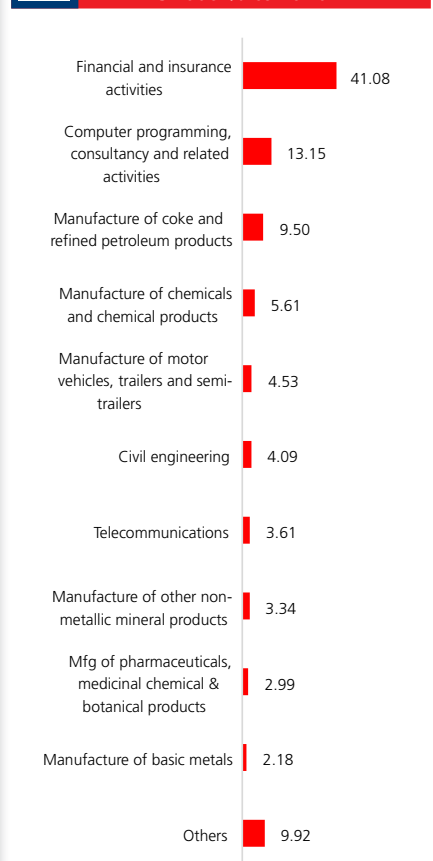 Financial and insurance
activities
41.08
Computer programming,
consultancy and related
activities
13.15
Manufacture of coke and
refined petroleum products
9.50
Manufacture of chemicals
and chemical products
5.61
Manufacture of motor
vehicles, trailers and semi-
trailers
4.53
Civil engineering
4.09
Telecommunications
3.61
Manufacture of other non-
metallic mineral products
3.34
Mfg of pharmaceuticals,
medicinal chemical &
botanical products
2.99
Manufacture of basic metals
2.18
Others
9.92